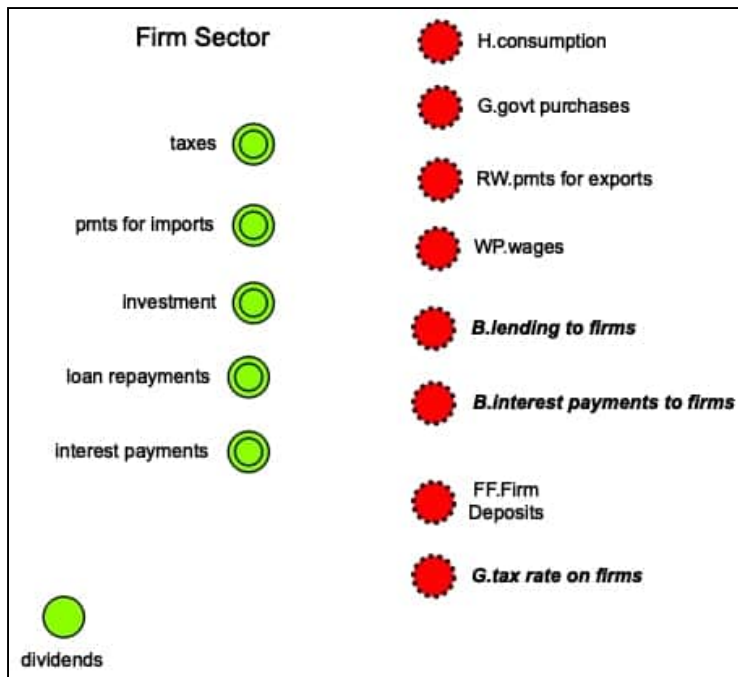 Firm Sector
taxes
pmts for imports
investment
loan repayments
interest payments
dividends
H.consumption
G.govt purchases
RW.pmts for exports
WP.wages
B.lending to firms
B.interest payments to firms
FF.Firm
Deposits
G.tax rate on firms